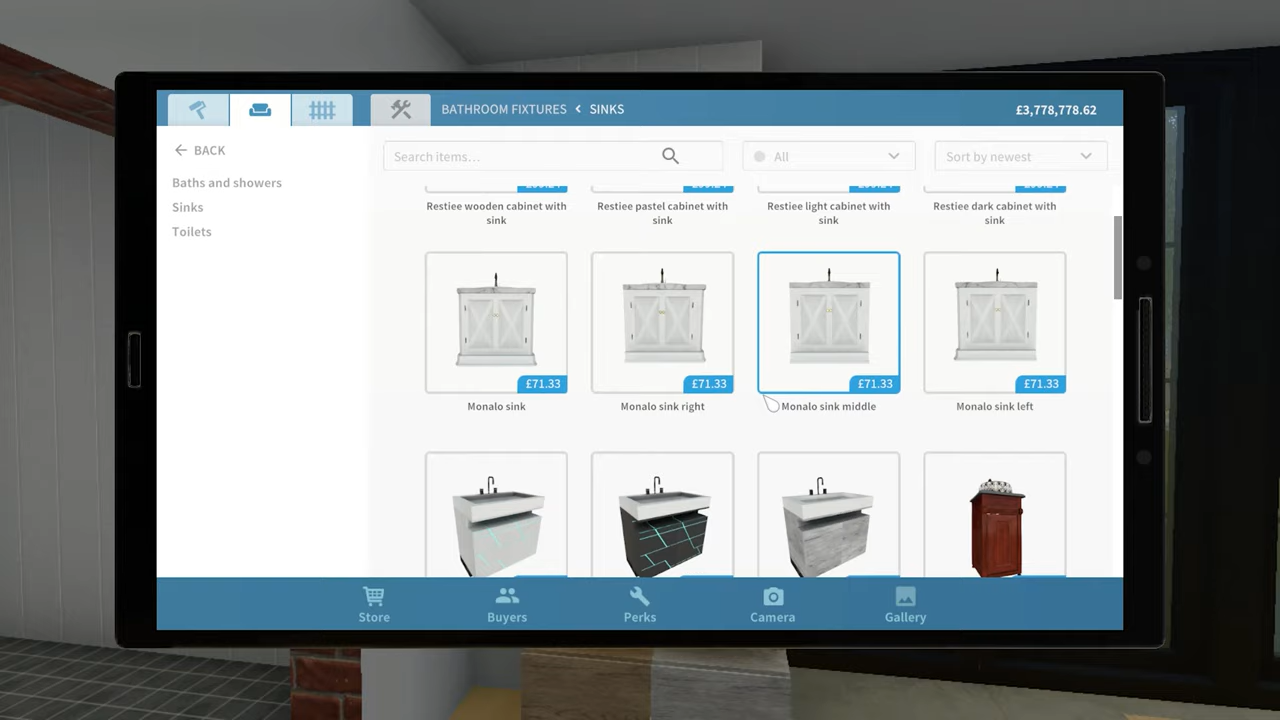 BATHROOM FIXTURES < SINKS
£3,778,778.62
BACK
Search items...
All
Sort by newest
Baths and showers
Sinks
Toilets
Restiee wooden cabinet with
sink
Restiee pastel cabinet with
sink
Restiee light cabinet with
sink
Restiee dark cabinet with
sink
£71.33
£71.33
£71.33
£71.33
Monalo sink
Monalo sink right
Monalo sink middle
Monalo sink left
Store
Buyers
Perks
Camera
Gallery